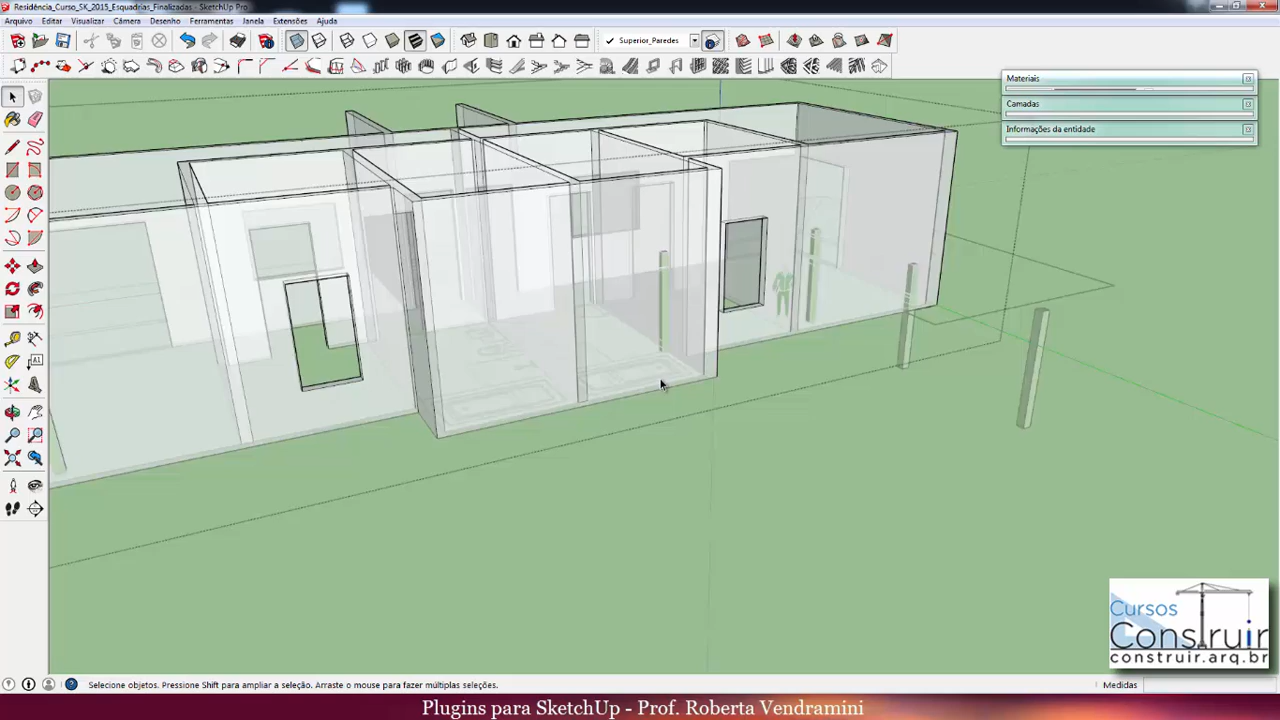 Residência_Curso_SK_2015_Esquadrias_Finalizadas - SketchUp Pro
Arquivo Editar Visualizar Câmera Desenho Ferramentas Janela Extensões Ajuda
Superior_Paredes
Materiais
Camadas
Informações da entidade
A1
Cursos
Construir
construir.arq.br
Selecione objetos. Pressione Shift para ampliar a seleção. Arraste o mouse para fazer múltiplas seleções.
Medidas
Plugins para SketchUp - Prof. Roberta Vendramini